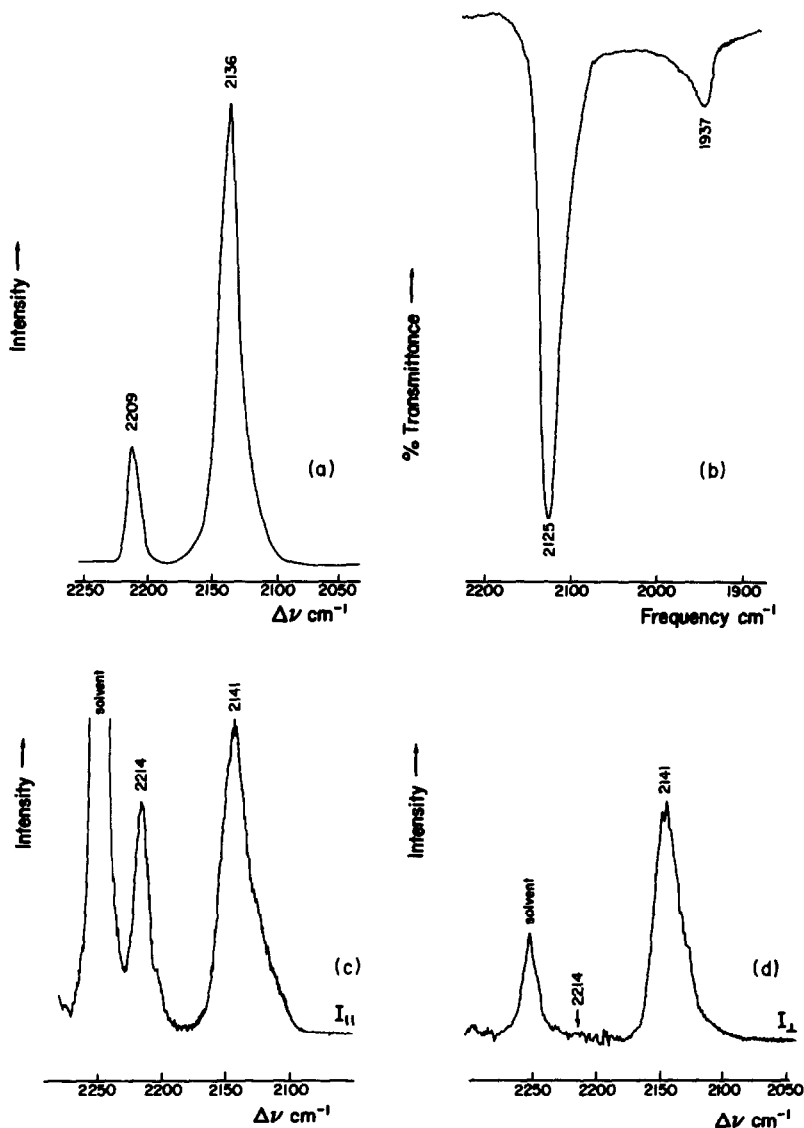 Intensity →
2209
2136
(a)
2250 2200 2150 2100 2050
Δν cm⁻¹
% Transmittance →
2125
1937
(b)
2200 2100 2000 1900
Frequency cm⁻¹
Intensity →
solvent
2214
2141
(c)
I||
2250 2200 2150 2100
Δν cm⁻¹
Intensity →
solvent
2214
2141
(d)
I⊥
2250 2200 2150 2100 2050
Δν cm⁻¹